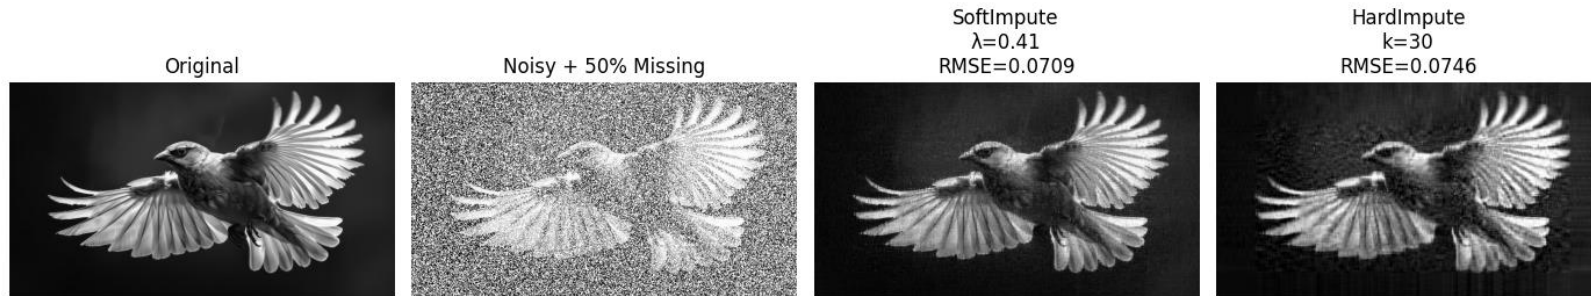 Original
Noisy + 50% Missing
SoftImpute
λ=0.41
RMSE=0.0709
HardImpute
k=30
RMSE=0.0746